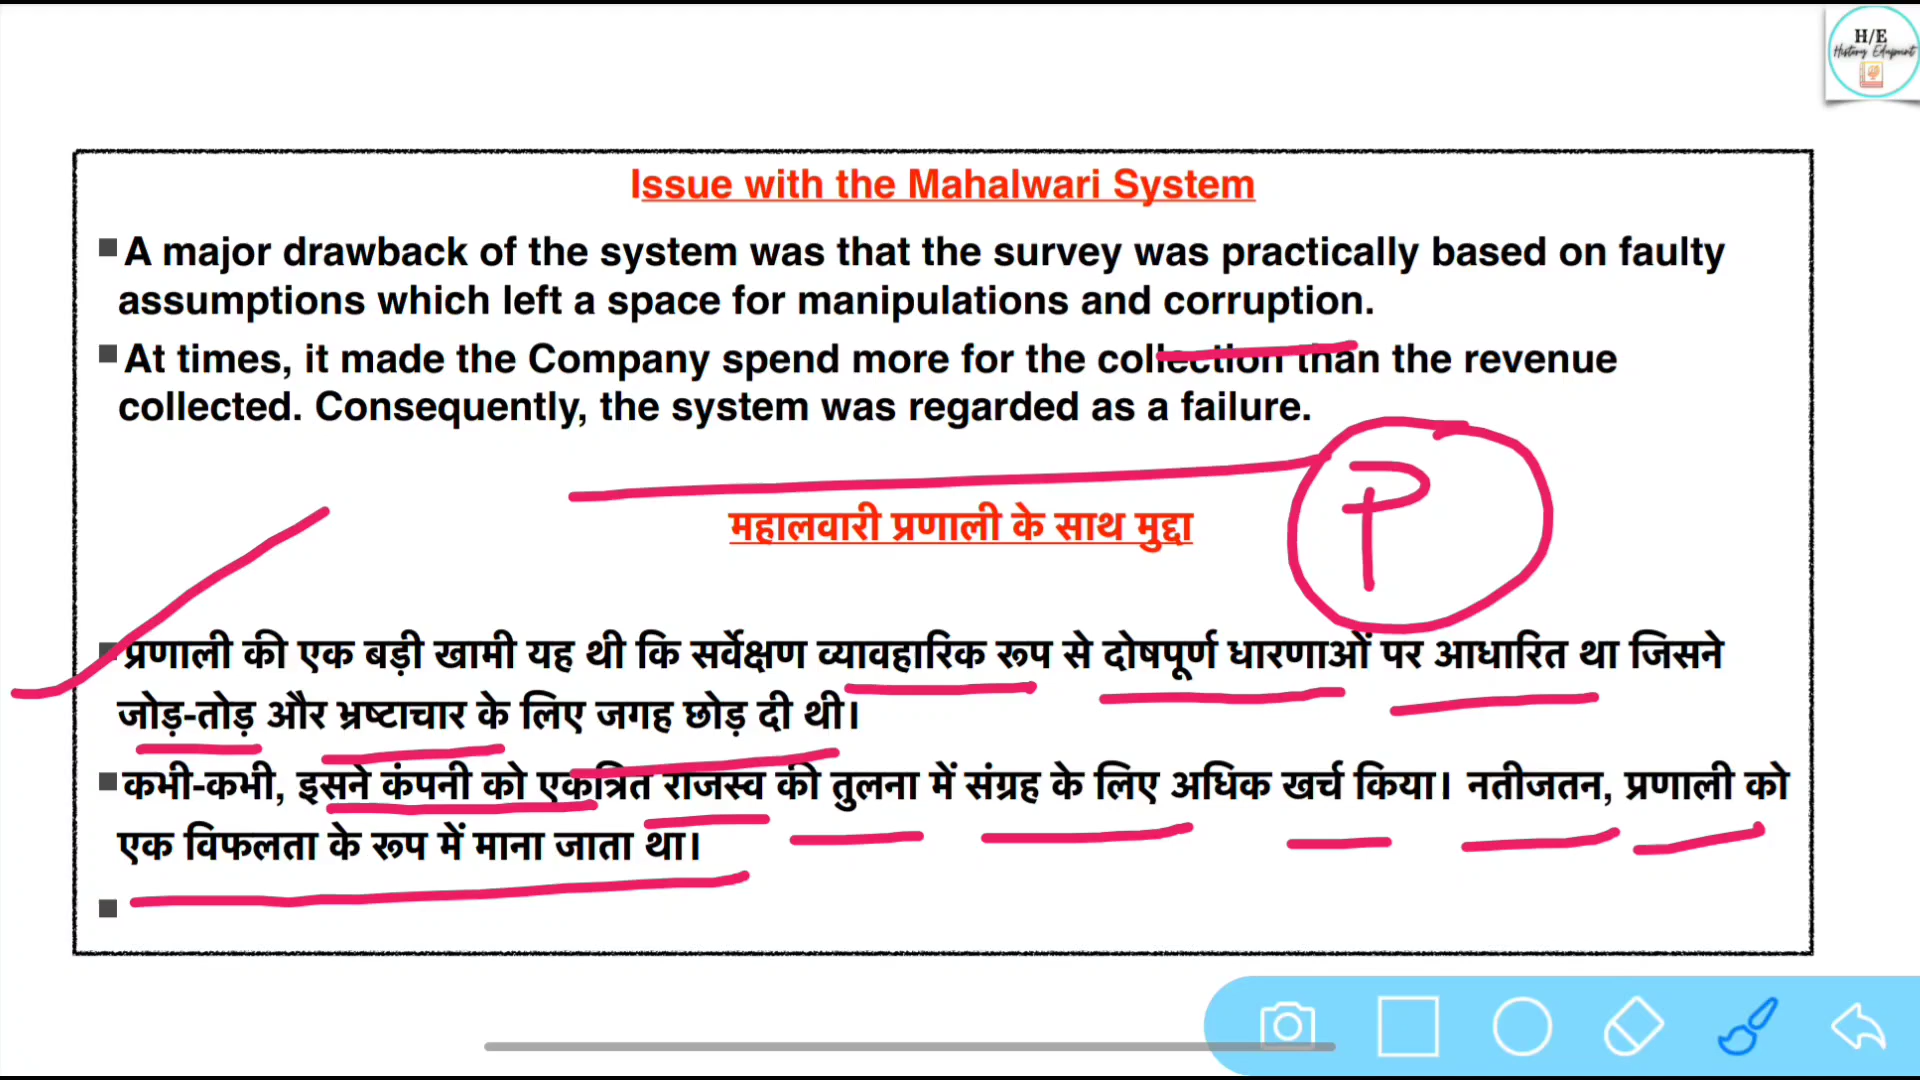 H/E
History Edupoint
Issue with the Mahalwari System
A major drawback of the system was that the survey was practically based on faulty
assumptions which left a space for manipulations and corruption.
At times, it made the Company spend more for the collection than the revenue
collected. Consequently, the system was regarded as a failure.
P
महालवारी प्रणाली के साथ मुद्दा
प्रणाली की एक बड़ी खामी यह थी कि सर्वेक्षण व्यावहारिक रूप से दोषपूर्ण धारणाओं पर आधारित था जिसने
जोड़-तोड़ और भ्रष्टाचार के लिए जगह छोड़ दी थी।
कभी-कभी, इसने कंपनी को एकत्रित राजस्व की तुलना में संग्रह के लिए अधिक खर्च किया। नतीजतन, प्रणाली को
एक विफलता के रूप में माना जाता था।